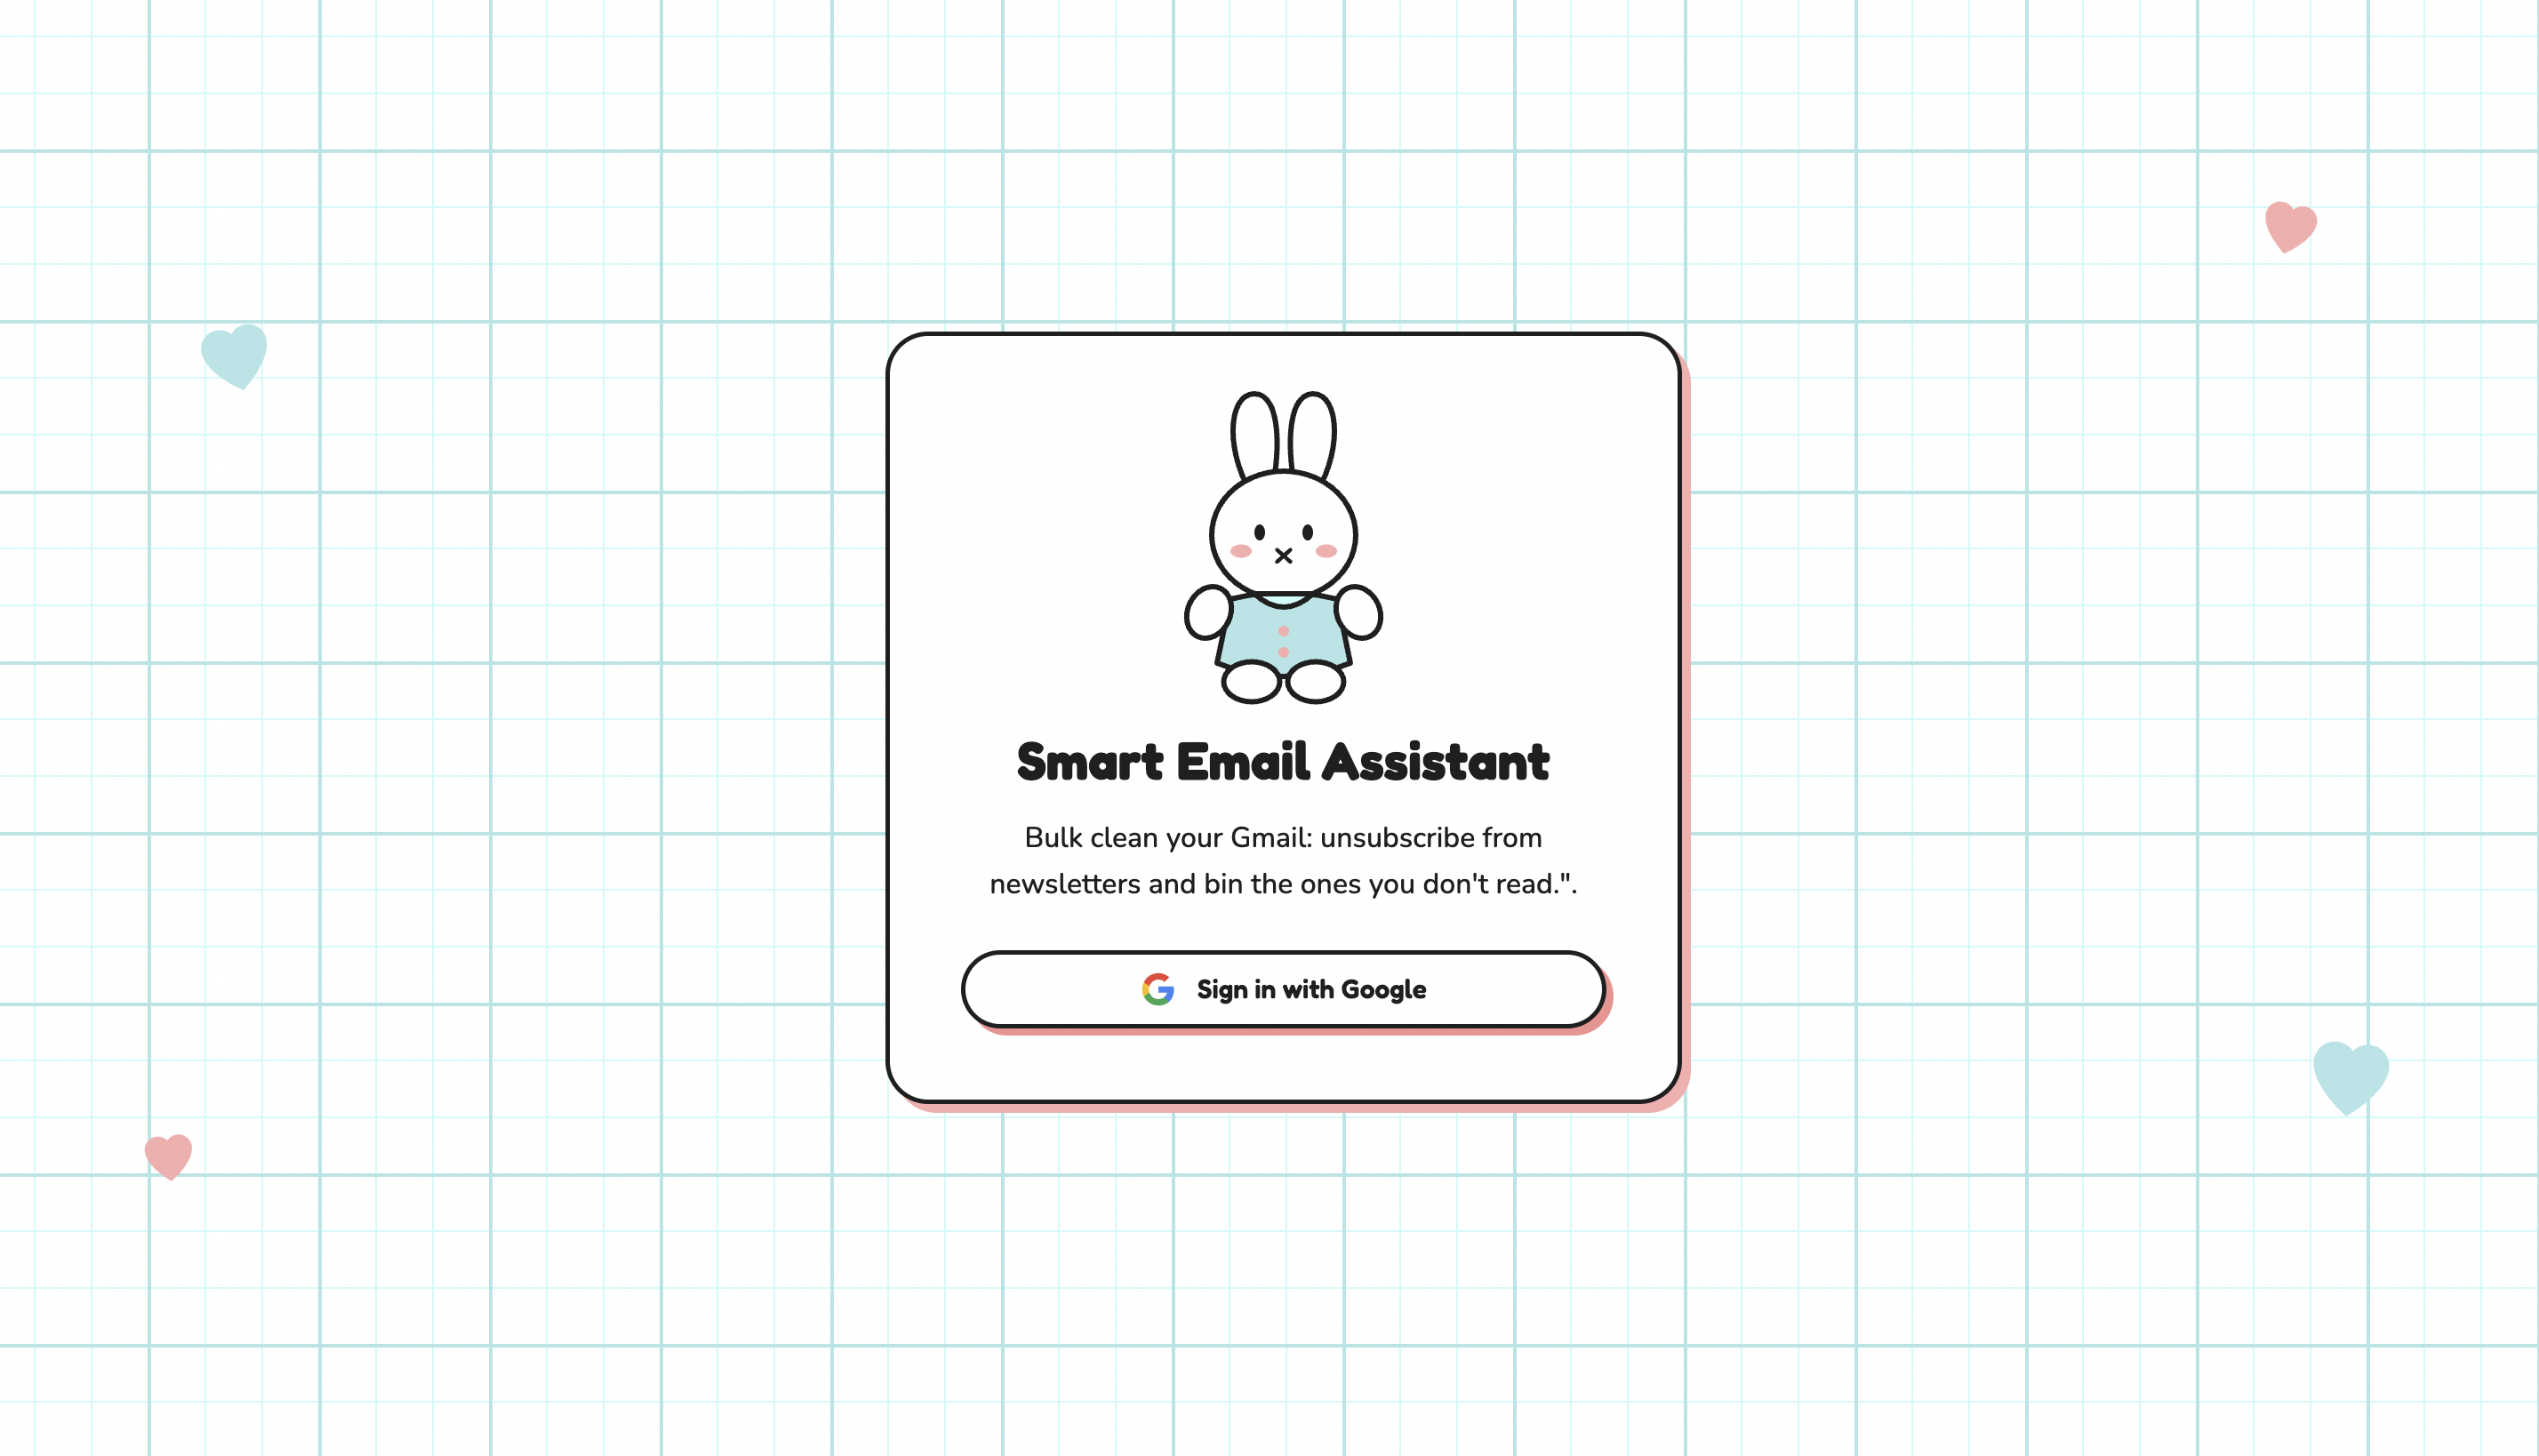 Smart Email Assistant
Bulk clean your Gmail: unsubscribe from
newsletters and bin the ones you don't read.".
Sign in with Google